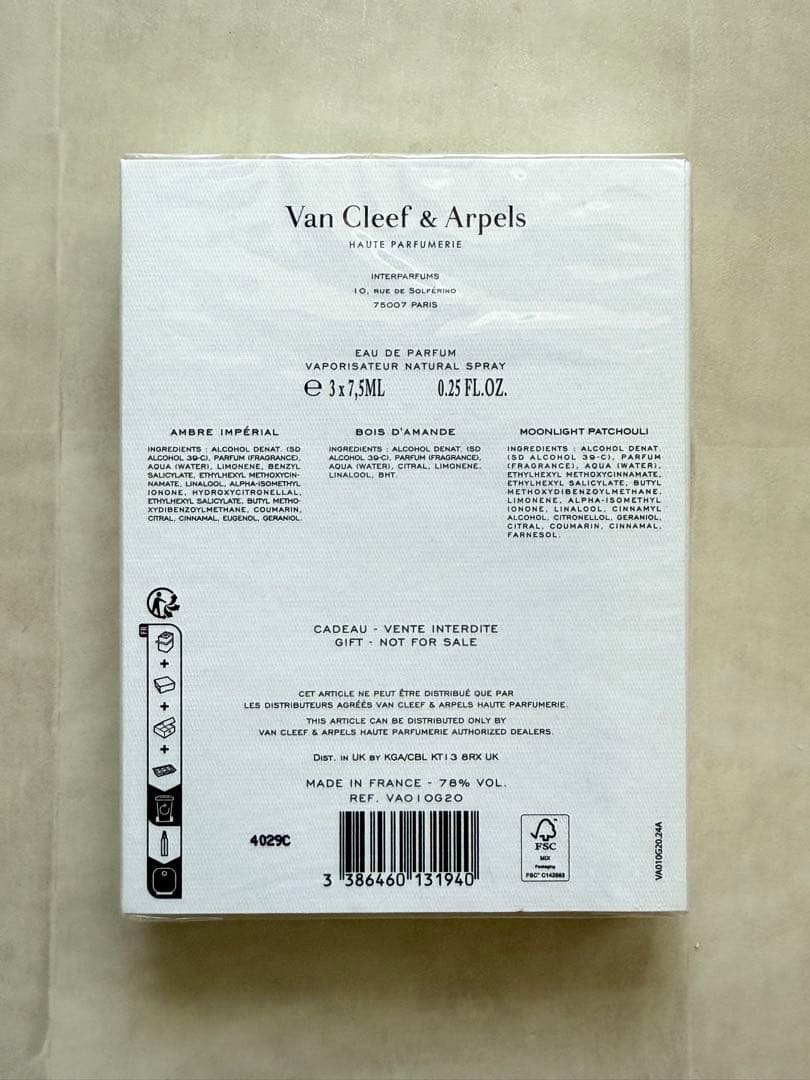 Van Cleef & Arpels
HAUTE PARFUMERIE
INTERPARFUMS
10, RUE DE SOLFÉRINO
75007 PARIS
EAU DE PARFUM
VAPORISATEUR NATURAL SPRAY
℮ 3x7,5ML 0.25 FL.OZ.
AMBRE IMPÉRIAL
INGREDIENTS : ALCOHOL DENAT. (SD
ALCOHOL 39-C), PARFUM (FRAGRANCE),
AQUA (WATER), LIMONENE, BENZYL
SALICYLATE, ETHYLHEXYL METHOXYCIN-
NAMATE, LINALOOL, ALPHA-ISOMETHYL
IONONE, HYDROXYCITRONELLAL,
ETHYLHEXYL SALICYLATE, BUTYL METHO-
XYDIBENZOYLMETHANE, COUMARIN,
CITRAL, CINNAMAL, EUGENOL, GERANIOL.
BOIS D'AMANDE
INGREDIENTS : ALCOHOL DENAT. (SD
ALCOHOL 39-C), PARFUM (FRAGRANCE),
AQUA (WATER), CITRAL, LIMONENE,
LINALOOL, BHT.
MOONLIGHT PATCHOULI
INGREDIENTS : ALCOHOL DENAT.
(SD ALCOHOL 39-C), PARFUM
(FRAGRANCE), AQUA (WATER),
ETHYLHEXYL METHOXYCINNAMATE,
ETHYLHEXYL SALICYLATE, BUTYL
METHOXYDIBENZOYLMETHANE,
LIMONENE, ALPHA-ISOMETHYL
IONONE, LINALOOL, CINNAMYL
ALCOHOL, CITRONELLOL, GERANIOL,
CITRAL, COUMARIN, CINNAMAL,
FARNESOL.
FR
CADEAU - VENTE INTERDITE
GIFT - NOT FOR SALE
CET ARTICLE NE PEUT ÊTRE DISTRIBUÉ QUE PAR
LES DISTRIBUTEURS AGRÉÉS VAN CLEEF & ARPELS HAUTE PARFUMERIE.
THIS ARTICLE CAN BE DISTRIBUTED ONLY BY
VAN CLEEF & ARPELS HAUTE PARFUMERIE AUTHORIZED DEALERS.
DIST. IN UK BY KGA/CBL KT13 8RX UK
MADE IN FRANCE - 78% VOL.
REF. VA010G20
4029C
3 386460 131940
FSC
MIX
Packaging
FSC® C142883
VA010G20.24A